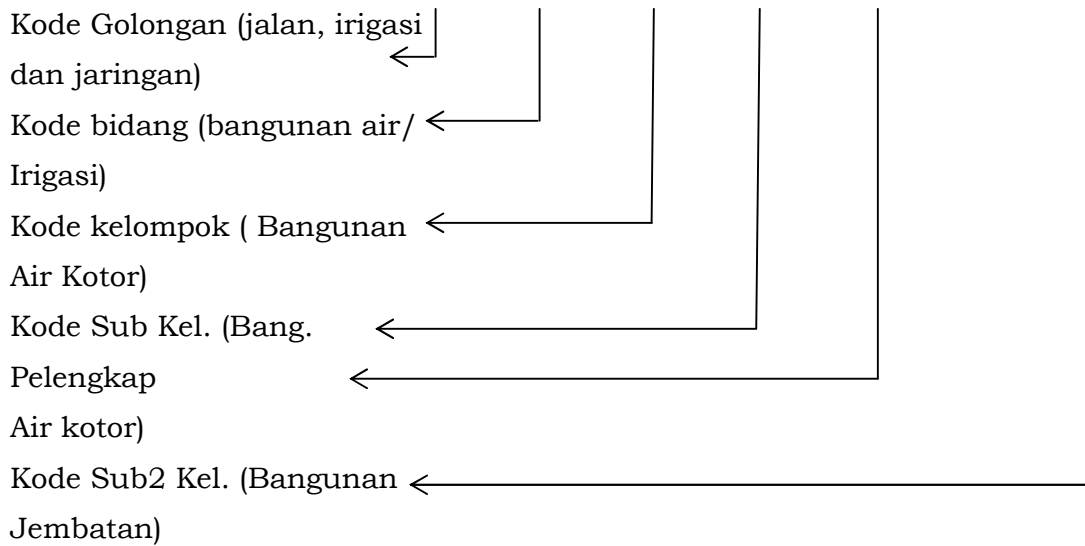 Kode Golongan (jalan, irigasi
dan jaringan)
Kode bidang (bangunan air/
Irigasi)
Kode kelompok ( Bangunan
Air Kotor)
Kode Sub Kel. (Bang.
Pelengkap
Air kotor)
Kode Sub2 Kel. (Bangunan
Jembatan)